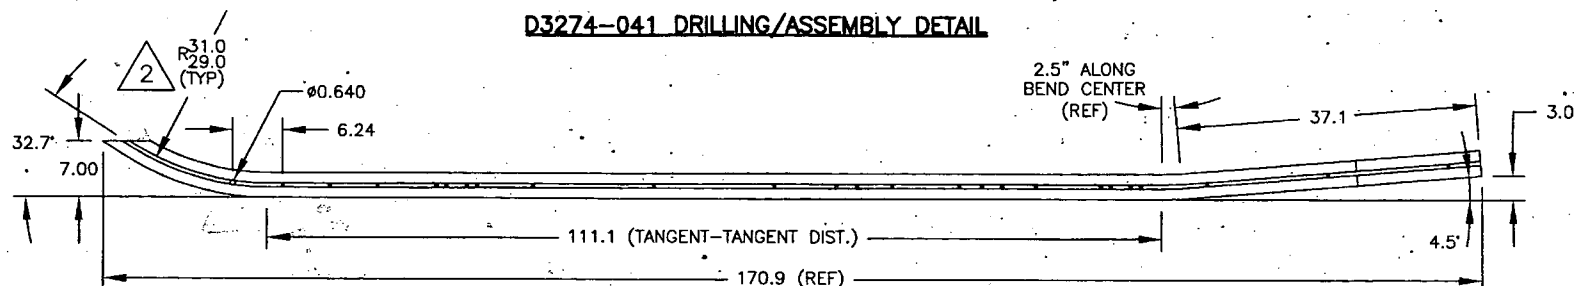 D3274-041 DRILLING/ASSEMBLY DETAIL
2
R31.0
29.0
(TYP)
ø0.640
6.24
2.5" ALONG
BEND CENTER
(REF)
37.1
3.0
32.7°
7.00
111.1 (TANGENT-TANGENT DIST.)
4.5°
170.9 (REF)